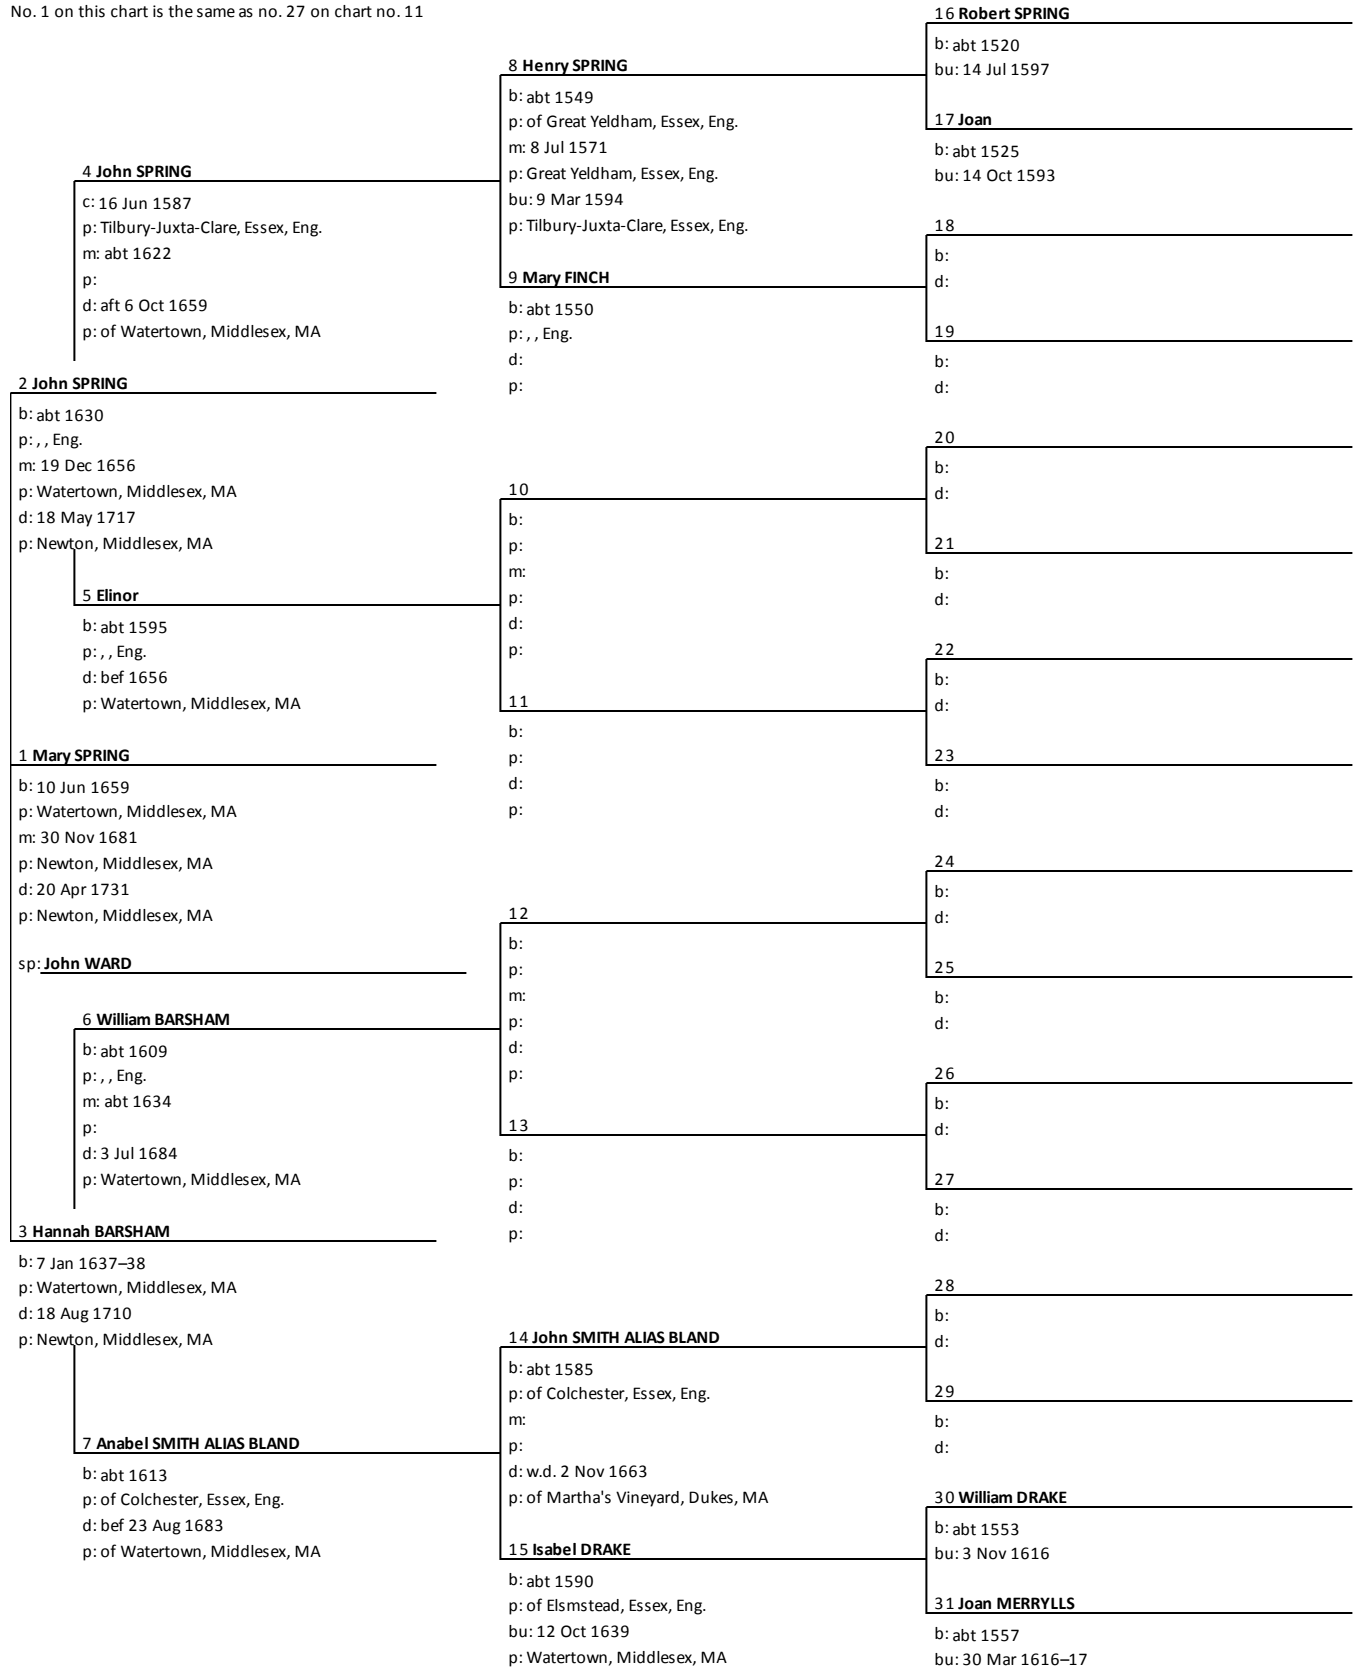 No. 1 on this chart is the same as no. 27 on chart no. 11
16 Robert SPRING
b: abt 1520
bu: 14 Jul 1597
8 Henry SPRING
b: abt 1549
p: of Great Yeldham, Essex, Eng.
m: 8 Jul 1571
p: Great Yeldham, Essex, Eng.
bu: 9 Mar 1594
p: Tilbury-Juxta-Clare, Essex, Eng.
17 Joan
b: abt 1525
bu: 14 Oct 1593
4 John SPRING
c: 16 Jun 1587
p: Tilbury-Juxta-Clare, Essex, Eng.
m: abt 1622
p:
d: aft 6 Oct 1659
p: of Watertown, Middlesex, MA
18
b:
d:
9 Mary FINCH
b: abt 1550
p: , , Eng.
d:
p:
19
b:
d:
2 John SPRING
b: abt 1630
p: , , Eng.
m: 19 Dec 1656
p: Watertown, Middlesex, MA
d: 18 May 1717
p: Newton, Middlesex, MA
20
b:
d:
10
b:
p:
m:
p:
d:
p:
21
b:
d:
5 Elinor
b: abt 1595
p: , , Eng.
d: bef 1656
p: Watertown, Middlesex, MA
22
b:
d:
11
b:
p:
d:
p:
23
b:
d:
1 Mary SPRING
b: 10 Jun 1659
p: Watertown, Middlesex, MA
m: 30 Nov 1681
p: Newton, Middlesex, MA
d: 20 Apr 1731
p: Newton, Middlesex, MA
sp: John WARD
24
b:
d:
12
b:
p:
m:
p:
d:
p:
25
b:
d:
6 William BARSHAM
b: abt 1609
p: , , Eng.
m: abt 1634
p:
d: 3 Jul 1684
p: Watertown, Middlesex, MA
26
b:
d:
13
b:
p:
d:
p:
27
b:
d:
3 Hannah BARSHAM
b: 7 Jan 1637–38
p: Watertown, Middlesex, MA
d: 18 Aug 1710
p: Newton, Middlesex, MA
28
b:
d:
14 John SMITH ALIAS BLAND
b: abt 1585
p: of Colchester, Essex, Eng.
m:
p:
d: w.d. 2 Nov 1663
p: of Martha's Vineyard, Dukes, MA
29
b:
d:
7 Anabel SMITH ALIAS BLAND
b: abt 1613
p: of Colchester, Essex, Eng.
d: bef 23 Aug 1683
p: of Watertown, Middlesex, MA
30 William DRAKE
b: abt 1553
bu: 3 Nov 1616
15 Isabel DRAKE
b: abt 1590
p: of Elsmstead, Essex, Eng.
bu: 12 Oct 1639
p: Watertown, Middlesex, MA
31 Joan MERRYLLS
b: abt 1557
bu: 30 Mar 1616–17